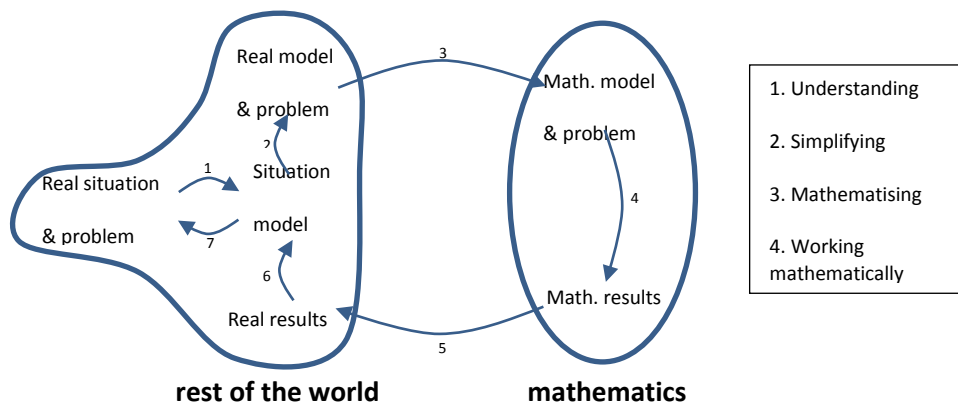 Real model
& problem
3
Math. model
& problem
2
1
Situation
model
Real situation
& problem
7
6
4
Real results
Math. results
5
rest of the world
mathematics
1. Understanding
2. Simplifying
3. Mathematising
4. Working
mathematically